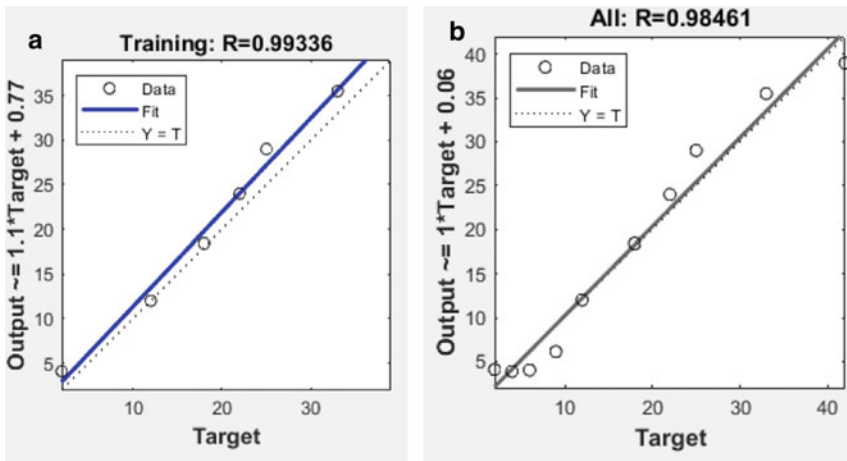 a
Training: R=0.99336
Output ~= 1.1*Target + 0.77
Data
Fit
Y = T
35
30
25
20
15
10
5
10
20
30
Target
b
All: R=0.98461
Output ~= 1*Target + 0.06
Data
Fit
Y = T
40
35
30
25
20
15
10
5
10
20
30
40
Target